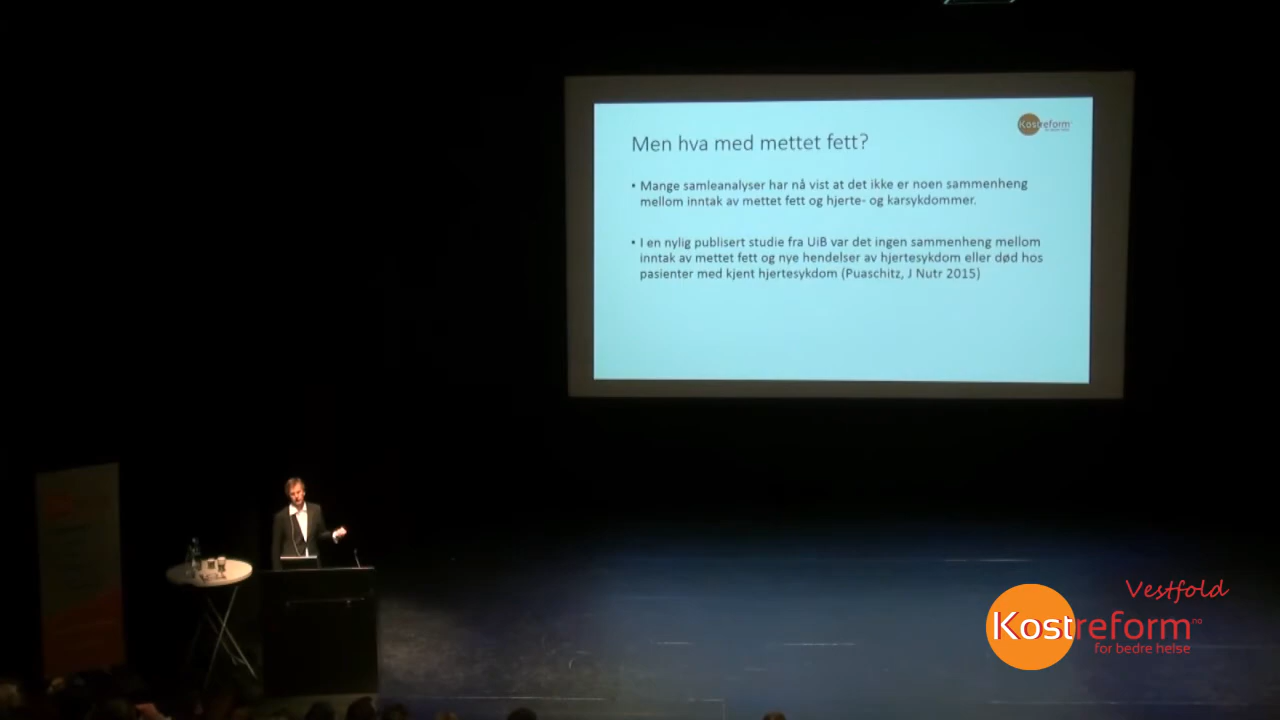 Kostreform
Men hva med mettet fett?
• Mange samleanalyser har nå vist at det ikke er noen sammenheng
mellom inntak av mettet fett og hjerte- og karsykdommer.
• I en nylig publisert studie fra UiB var det ingen sammenheng mellom
inntak av mettet fett og nye hendelser av hjertesykdom eller død hos
pasienter med kjent hjertesykdom (Puaschitz, J Nutr 2015)
Vestfold
Kostreform.no
for bedre helse